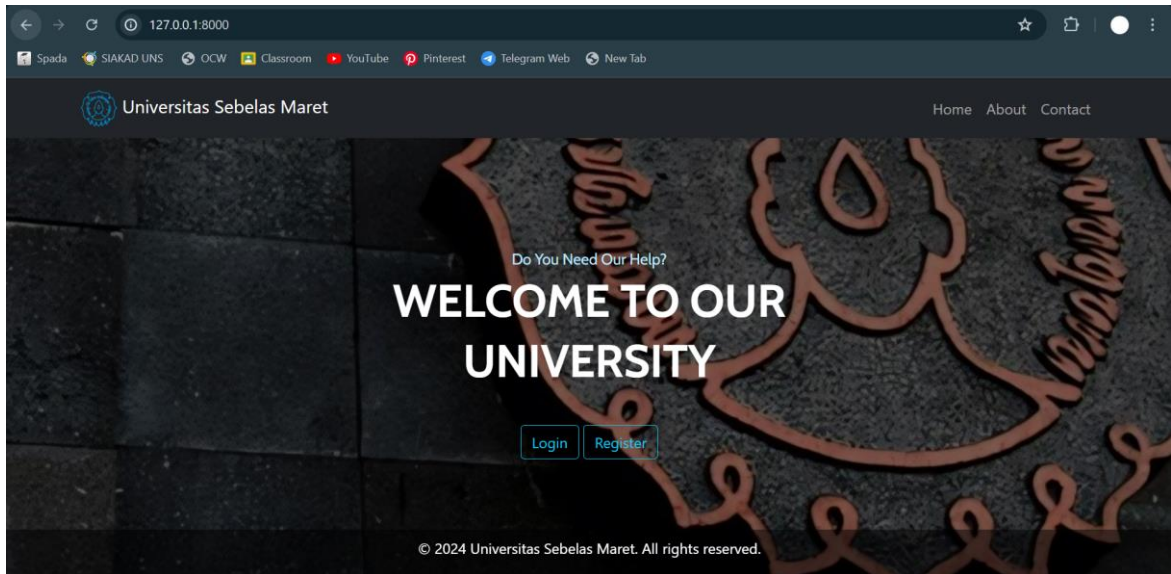 127.0.0.1:8000
Spada SIAKAD UNS OCW Classroom YouTube Pinterest Telegram Web New Tab
Universitas Sebelas Maret Home About Contact
Do You Need Our Help?
WELCOME TO OUR
UNIVERSITY
Login Register
© 2024 Universitas Sebelas Maret. All rights reserved.